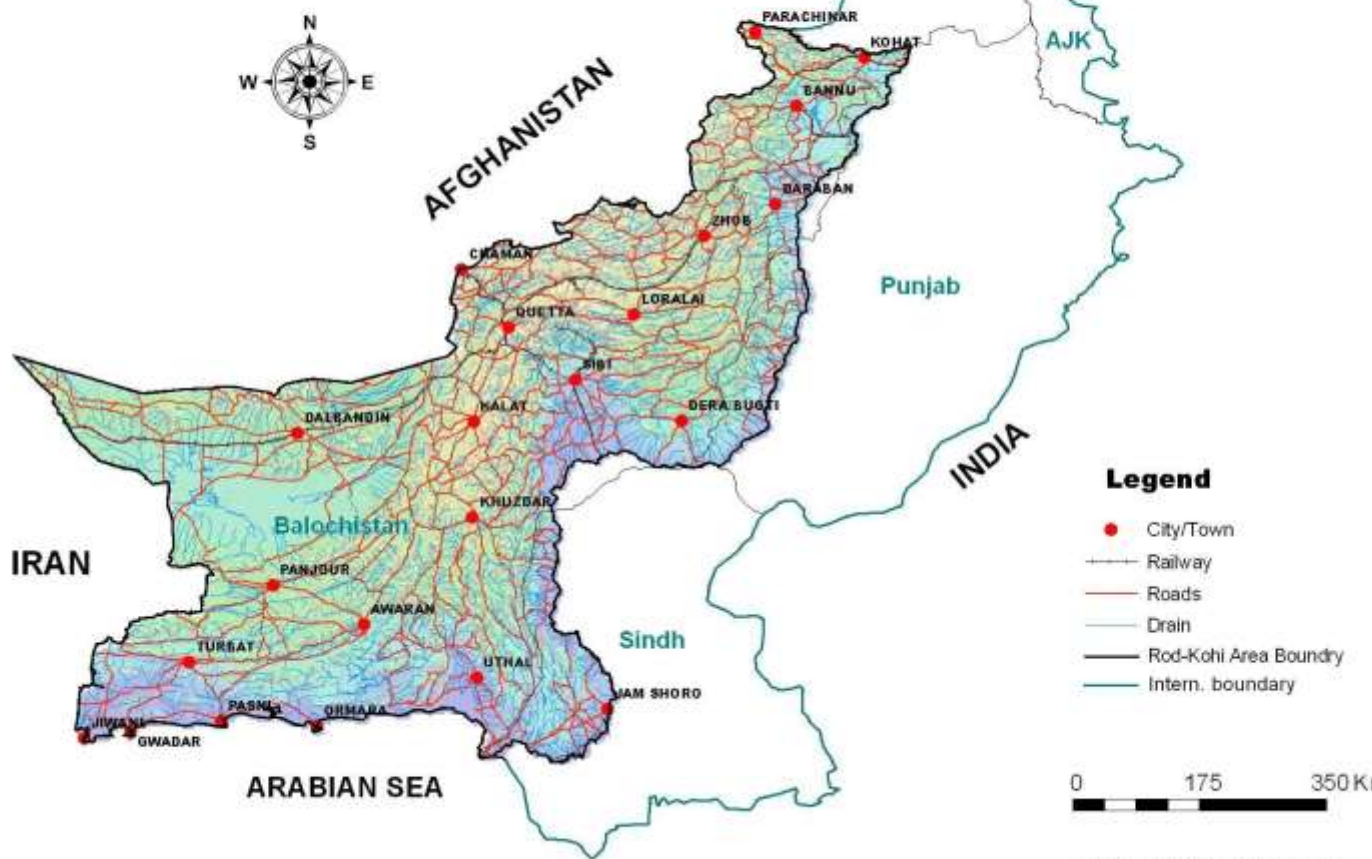 PARACHINAR
KOHAT
AJK
N
W
E
S
BANNU
AFGHANISTAN
DARABAN
ZHOB
CHAMAN
Punjab
LORALAI
QUETTA
SIBI
KALAT
DERA BUGTI
DALBANDIN
INDIA
KHUZDAR
Balochistan
IRAN
PANJGUR
AWARAN
TURBAT
UTHAL
Sindh
JAM SHORO
PASNI
ORMARA
JIWANI
GWADAR
ARABIAN SEA
Legend
City/Town
Railway
Roads
Drain
Rod-Kohi Area Boundry
Intern. boundary
0 175 350 K